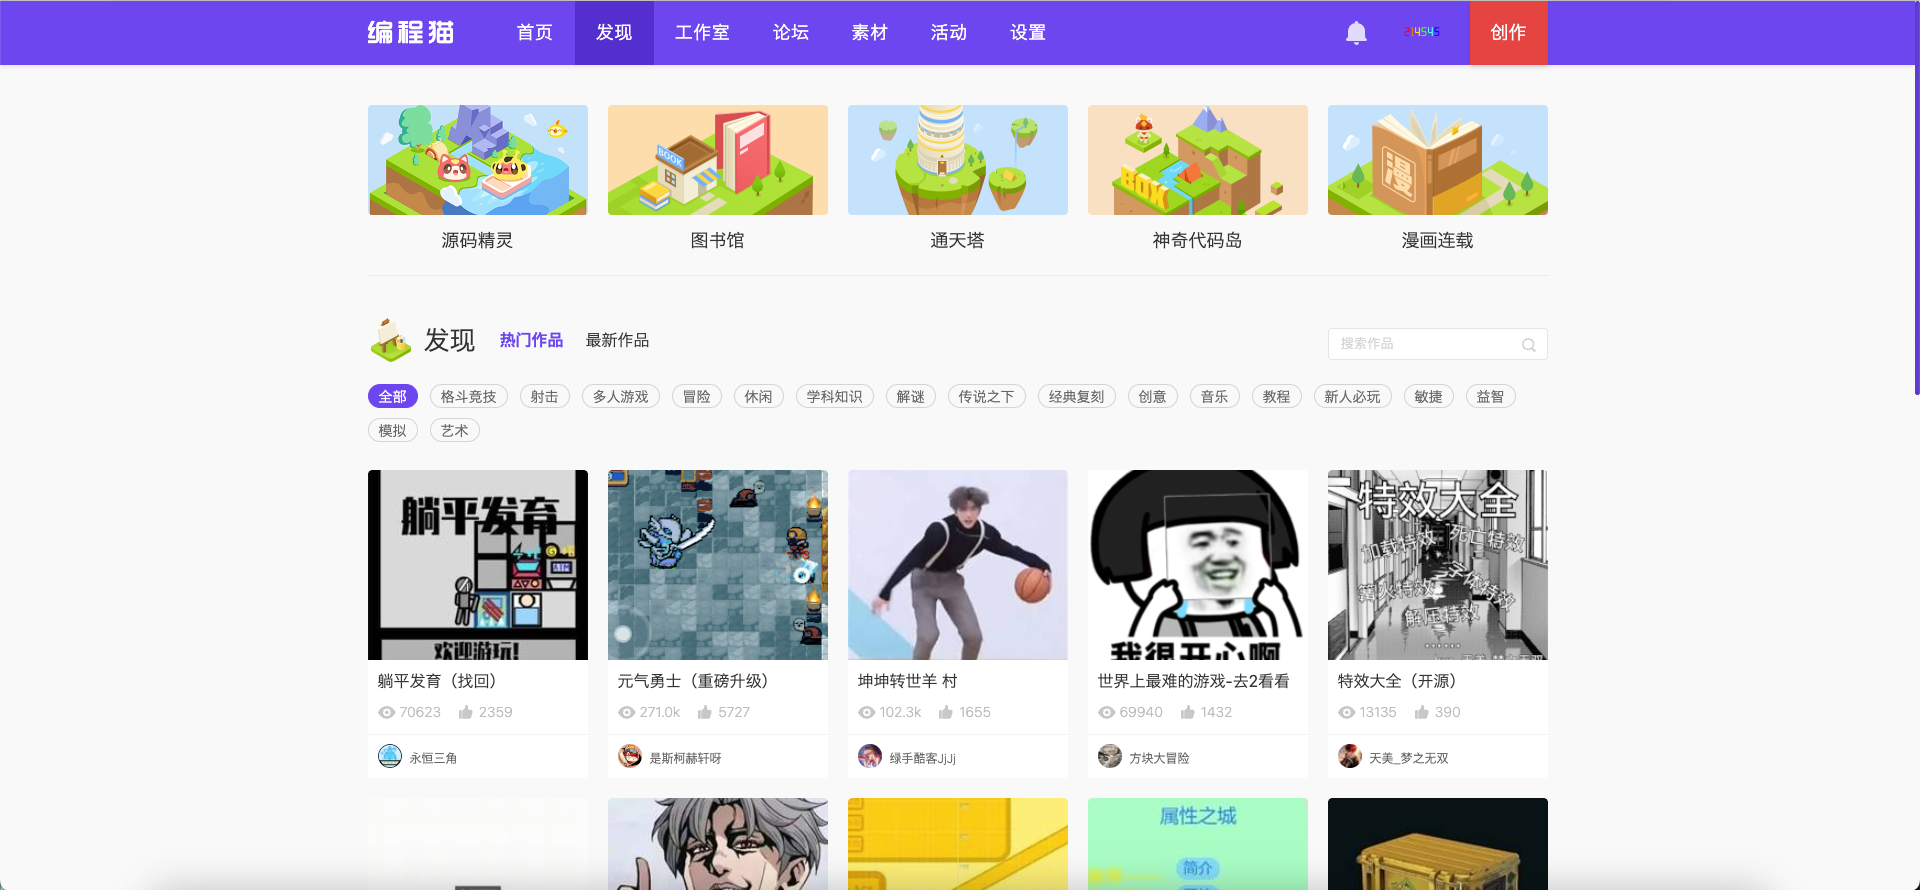 编程猫
首页 发现 工作室 论坛 素材 活动 设置
214545
创作
BOOK
BOX
漫
源码精灵 图书馆 通天塔 神奇代码岛 漫画连载
发现 热门作品 最新作品
搜索作品
全部 格斗竞技 射击 多人游戏 冒险 休闲 学科知识 解谜 传说之下 经典复刻 创意 音乐 教程 新人必玩 敏捷 益智
模拟 艺术
躺平发育
欢迎游玩!
我很开心啊
特效大全
加载特效 死亡特效
篝火特效 字体特效
解压特效
......
躺平发育（找回） 元气勇士（重磅升级） 坤坤转世羊 村 世界上最难的游戏-去2看看 特效大全（开源）
70623 2359 271.0k 5727 102.3k 1655 69940 1432 13135 390
永恒三角 是斯柯赫轩呀 绿手酷客JjJj 方块大冒险 天美_梦之无双
属性之城
简介